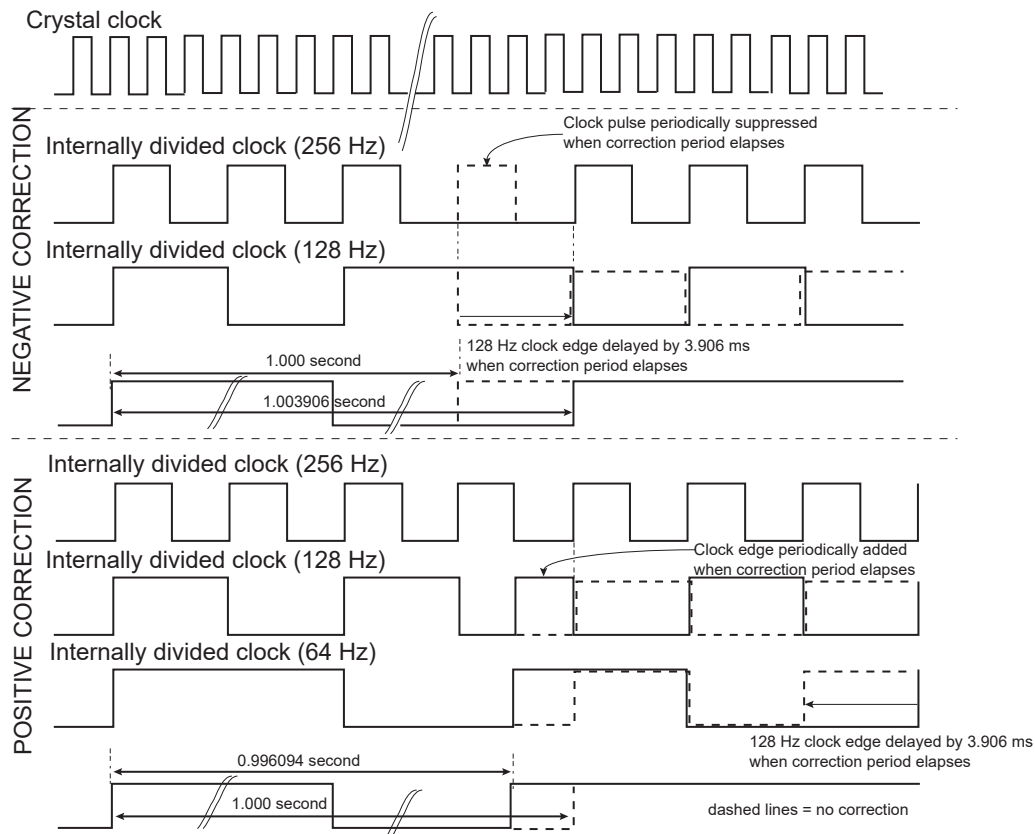 Crystal clock
NEGATIVE CORRECTION
Internally divided clock (256 Hz)
Clock pulse periodically suppressed
when correction period elapses
Internally divided clock (128 Hz)
128 Hz clock edge delayed by 3.906 ms
when correction period elapses
1.000 second
1.003906 second
POSITIVE CORRECTION
Internally divided clock (256 Hz)
Internally divided clock (128 Hz)
Clock edge periodically added
when correction period elapses
Internally divided clock (64 Hz)
128 Hz clock edge delayed by 3.906 ms
when correction period elapses
0.996094 second
1.000 second
dashed lines = no correction